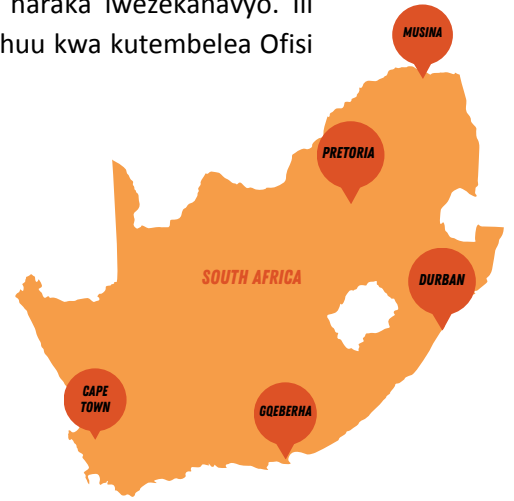 haraka iwezekanavyo. Ili
huu kwa kutembelea Ofisi
MUSINA
PRETORIA
SOUTH AFRICA
DURBAN
CAPE
TOWN
GQEBERHA